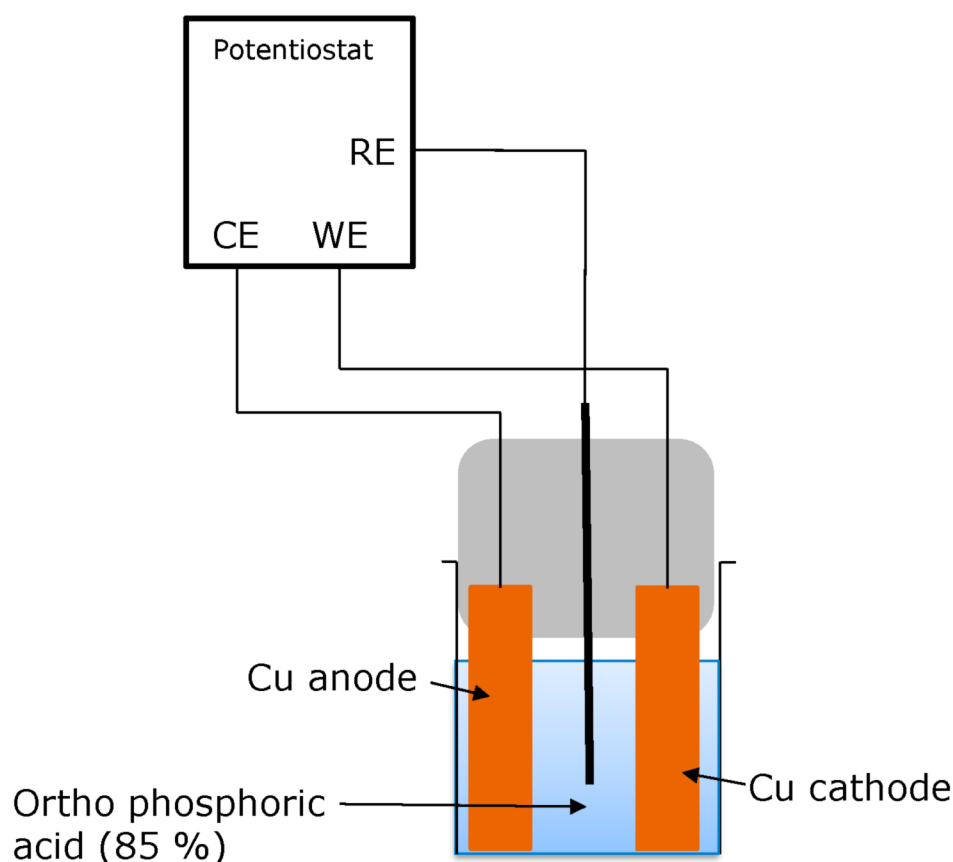 Potentiostat
RE
CE WE
Cu anode
Cu cathode
Ortho phosphoric
acid (85 %)